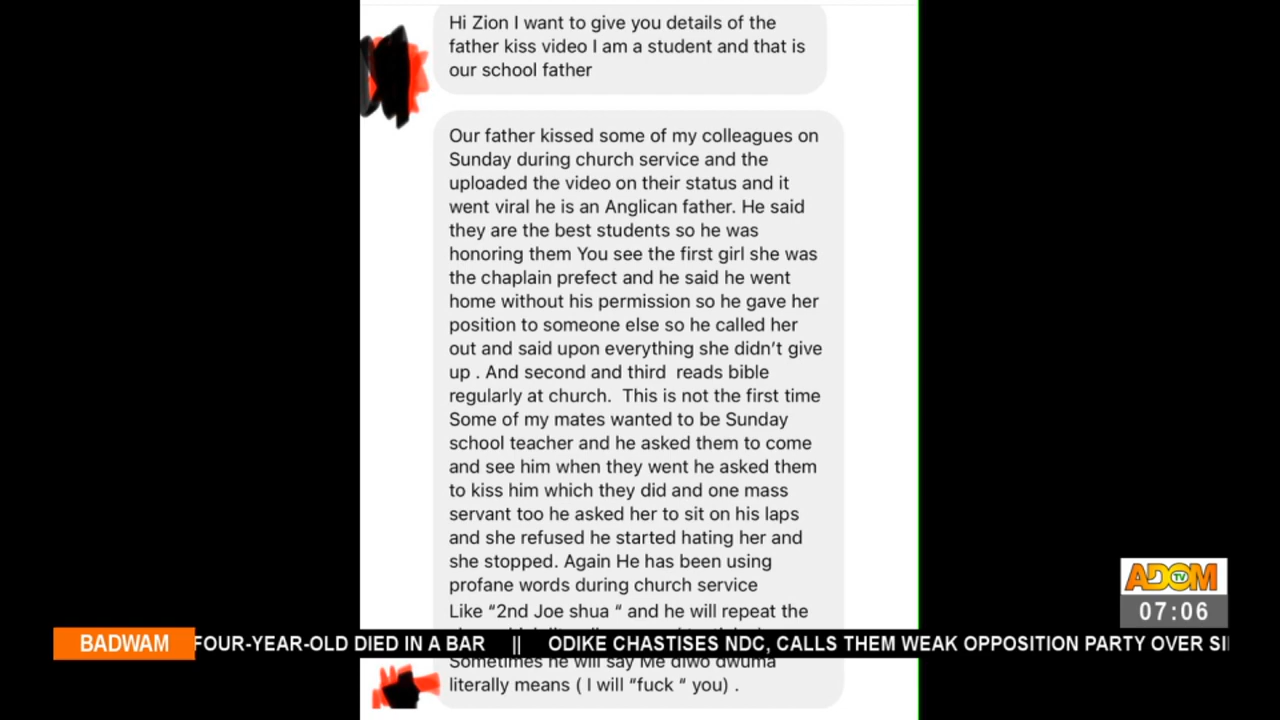 Hi Zion I want to give you details of the
father kiss video I am a student and that is
our school father
Our father kissed some of my colleagues on
Sunday during church service and the
uploaded the video on their status and it
went viral he is an Anglican father. He said
they are the best students so he was
honoring them You see the first girl she was
the chaplain prefect and he said he went
home without his permission so he gave her
position to someone else so he called her
out and said upon everything she didn't give
up . And second and third  reads bible
regularly at church.  This is not the first time
Some of my mates wanted to be Sunday
school teacher and he asked them to come
and see him when they went he asked them
to kiss him which they did and one mass
servant too he asked her to sit on his laps
and she refused he started hating her and
she stopped. Again He has been using
profane words during church service
Like “2nd Joe shua “ and he will repeat the
Sometimes he will say Me diwo dwuma
literally means ( I will “fuck “ you) .
ADOM TV
07:06
BADWAM FOUR-YEAR-OLD DIED IN A BAR || ODIKE CHASTISES NDC, CALLS THEM WEAK OPPOSITION PARTY OVER